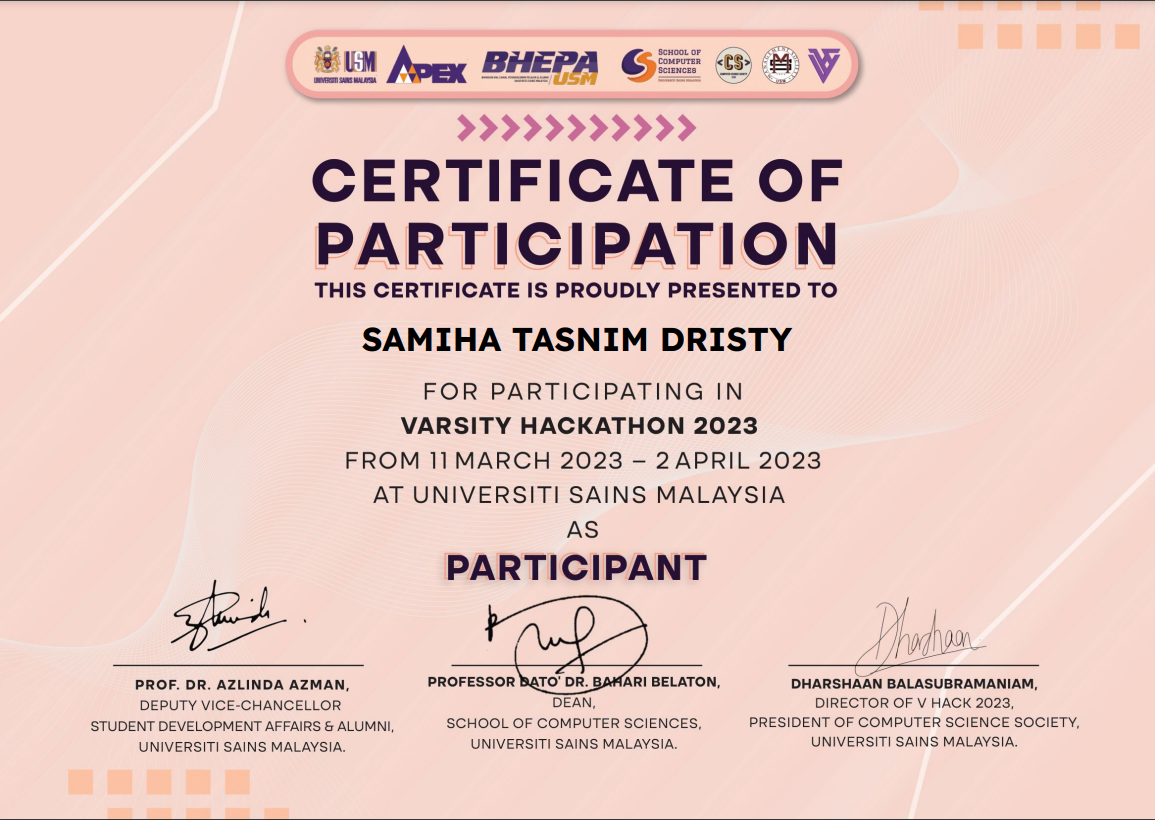 USM
UNIVERSITI SAINS MALAYSIA
APEX
BHEPA
USM
SCHOOL OF
COMPUTER
SCIENCES
UNIVERSITI SAINS MALAYSIA
<CS>
CERTIFICATE OF
PARTICIPATION
THIS CERTIFICATE IS PROUDLY PRESENTED TO
SAMIHA TASNIM DRISTY
FOR PARTICIPATING IN
VARSITY HACKATHON 2023
FROM 11 MARCH 2023 – 2 APRIL 2023
AT UNIVERSITI SAINS MALAYSIA
AS
PARTICIPANT
Dharshaan
PROF. DR. AZLINDA AZMAN,
DEPUTY VICE-CHANCELLOR
STUDENT DEVELOPMENT AFFAIRS & ALUMNI,
UNIVERSITI SAINS MALAYSIA.
PROFESSOR DATO' DR. BAHARI BELATON,
DEAN,
SCHOOL OF COMPUTER SCIENCES,
UNIVERSITI SAINS MALAYSIA.
DHARSHAAN BALASUBRAMANIAM,
DIRECTOR OF V HACK 2023,
PRESIDENT OF COMPUTER SCIENCE SOCIETY,
UNIVERSITI SAINS MALAYSIA.